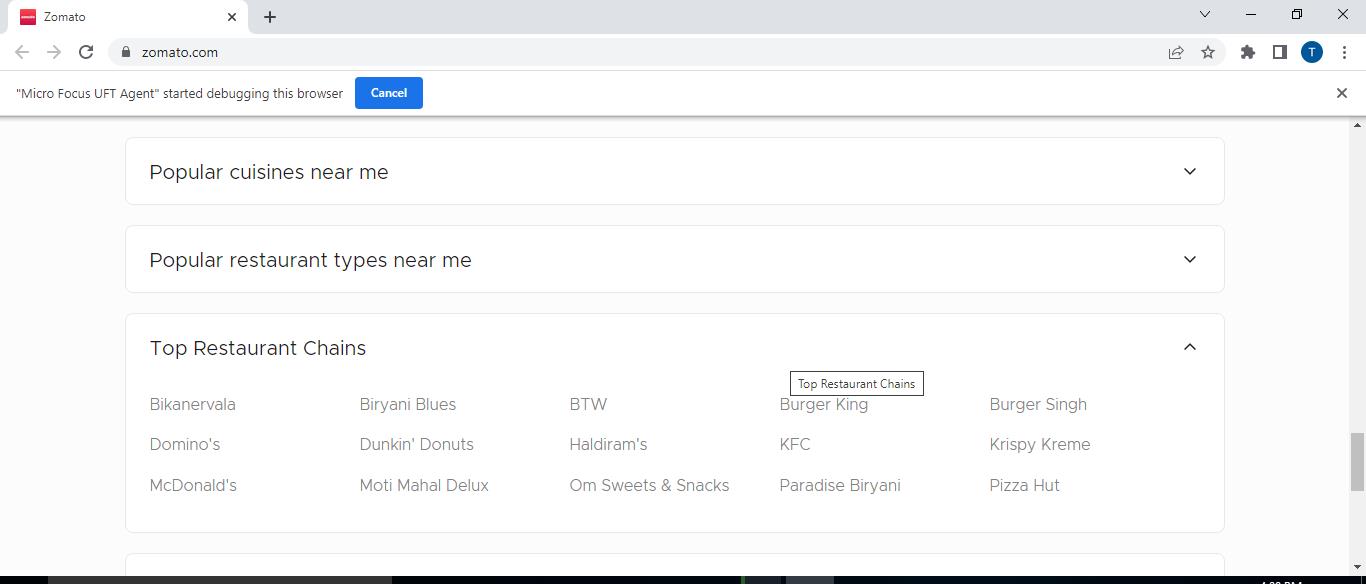 Zomato
zomato.com
T
"Micro Focus UFT Agent" started debugging this browser
Cancel
Popular cuisines near me
Popular restaurant types near me
Top Restaurant Chains
Top Restaurant Chains
Bikanervala Biryani Blues BTW Burger King Burger Singh
Domino's Dunkin' Donuts Haldiram's KFC Krispy Kreme
McDonald's Moti Mahal Delux Om Sweets & Snacks Paradise Biryani Pizza Hut